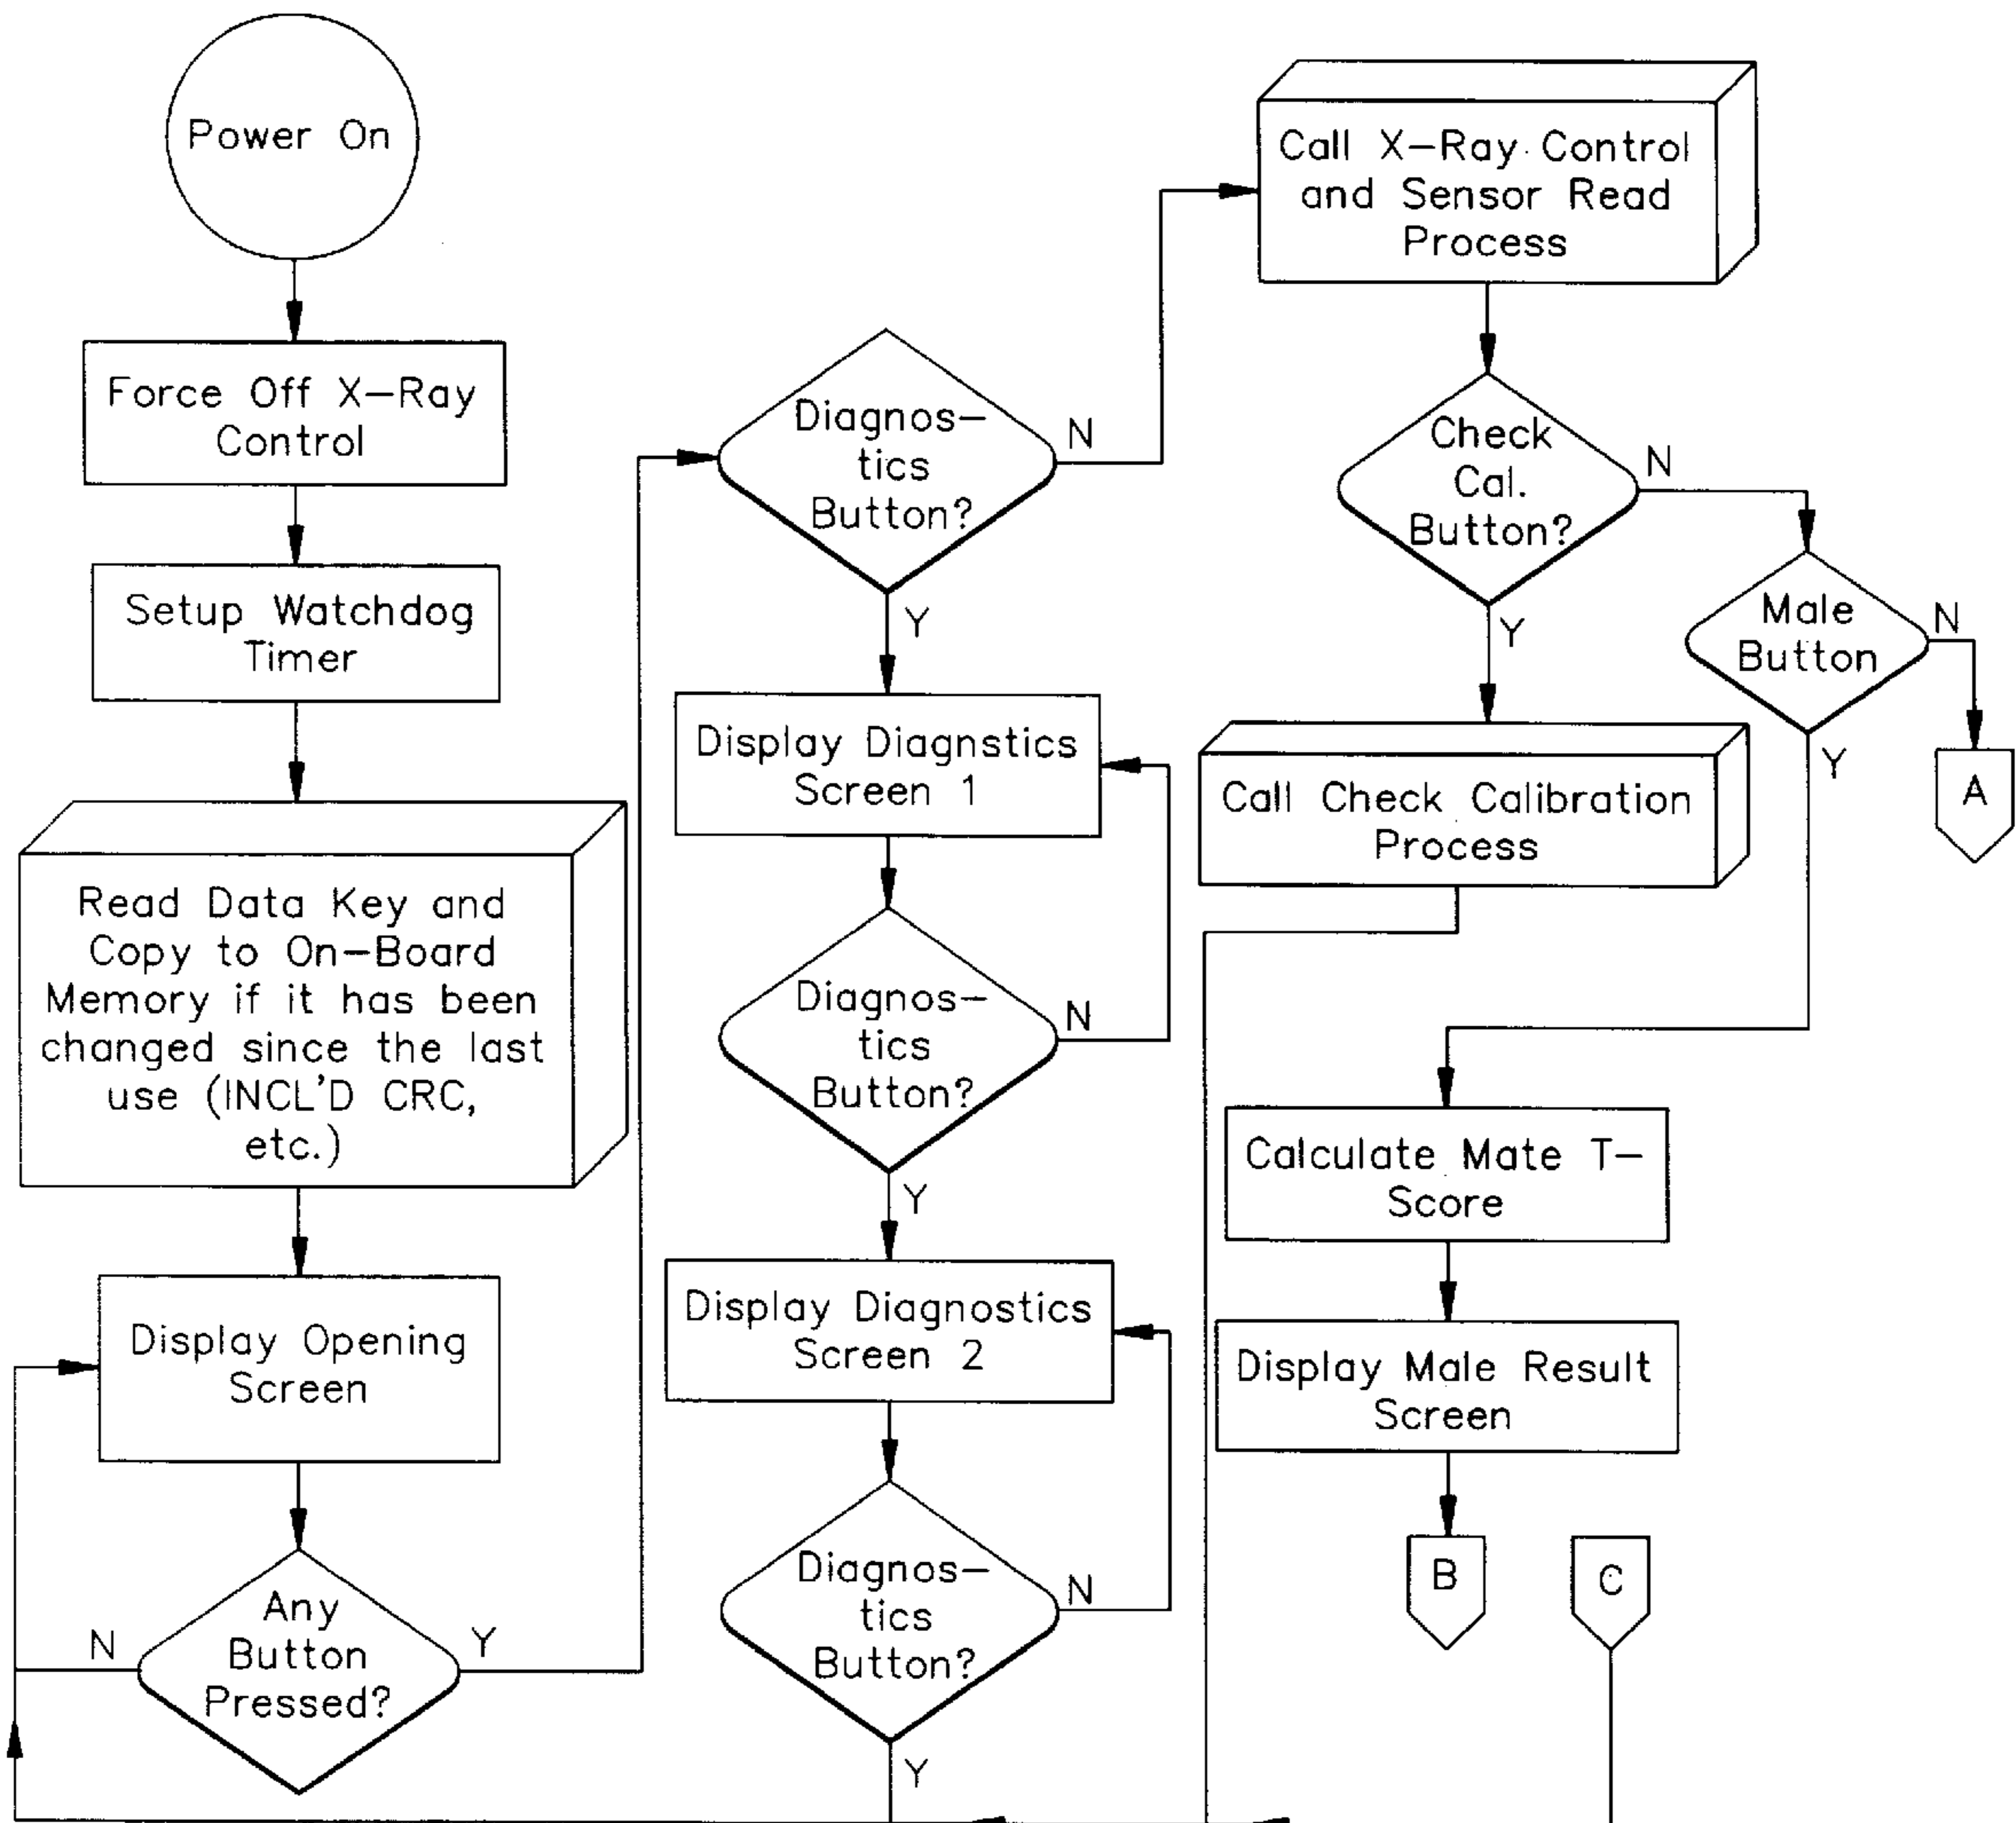 Power On
Force Off X-Ray
Control
Setup Watchdog
Timer
Read Data Key and
Copy to On-Board
Memory if it has been
changed since the last
use (INCL'D CRC,
etc.)
Display Opening
Screen
Any
Button
Pressed?
N
Y
Diagnos-
tics
Button?
N
Y
Display Diagnstics
Screen 1
Diagnos-
tics
Button?
N
Y
Display Diagnostics
Screen 2
Diagnos-
tics
Button?
N
Y
Call X-Ray Control
and Sensor Read
Process
Check
Cal.
Button?
N
Y
Call Check Calibration
Process
Male
Button
N
Y
A
Calculate Mate T-
Score
Display Male Result
Screen
B
C